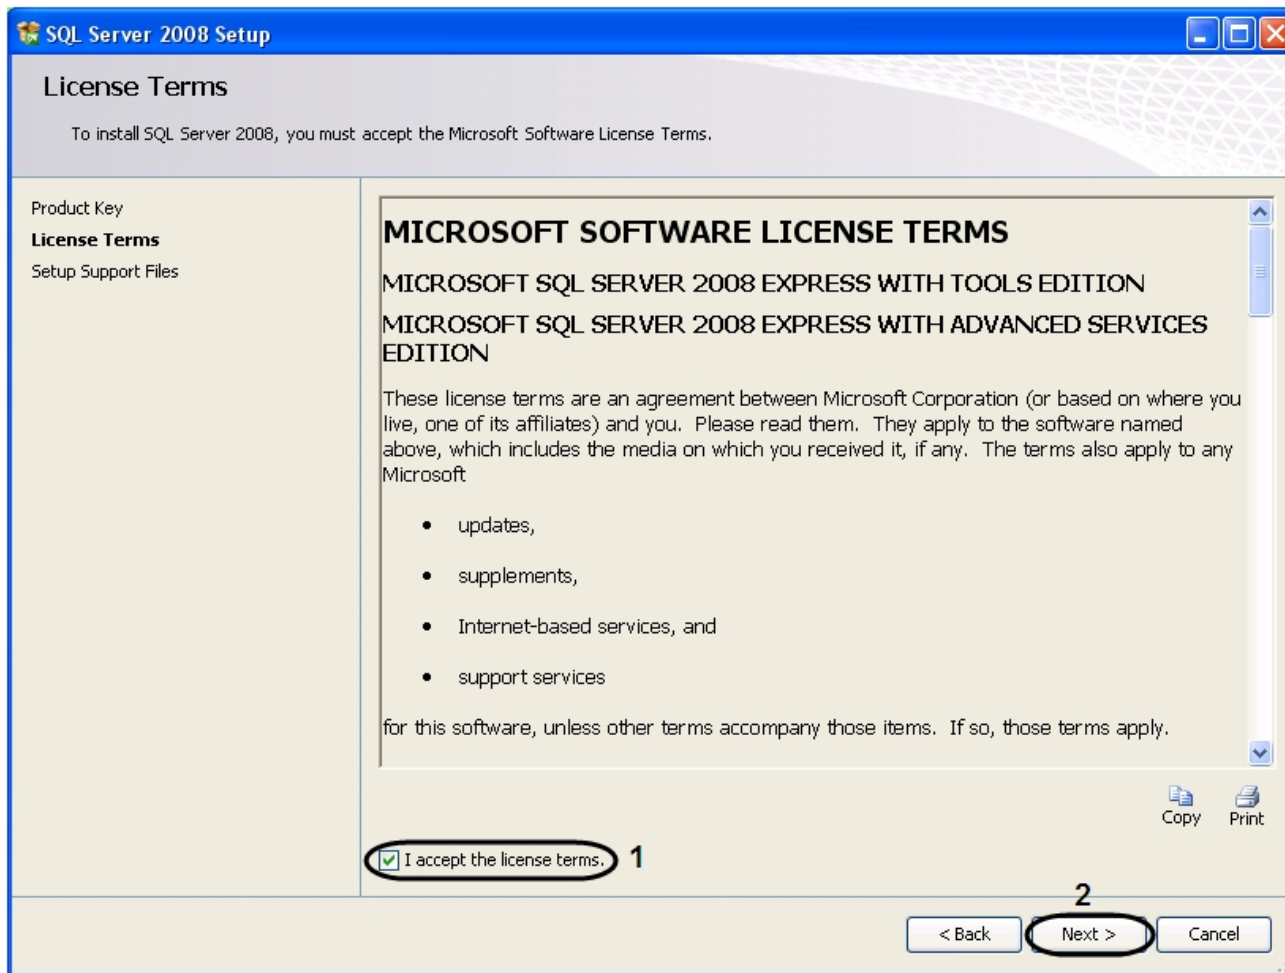 SQL Server 2008 Setup
License Terms
To install SQL Server 2008, you must accept the Microsoft Software License Terms.
Product Key
License Terms
Setup Support Files
MICROSOFT SOFTWARE LICENSE TERMS
MICROSOFT SQL SERVER 2008 EXPRESS WITH TOOLS EDITION
MICROSOFT SQL SERVER 2008 EXPRESS WITH ADVANCED SERVICES
EDITION
These license terms are an agreement between Microsoft Corporation (or based on where you
live, one of its affiliates) and you.  Please read them.  They apply to the software named
above, which includes the media on which you received it, if any.  The terms also apply to any
Microsoft
• updates,
• supplements,
• Internet-based services, and
• support services
for this software, unless other terms accompany those items.  If so, those terms apply.
Copy Print
I accept the license terms. 1
2
< Back Next > Cancel